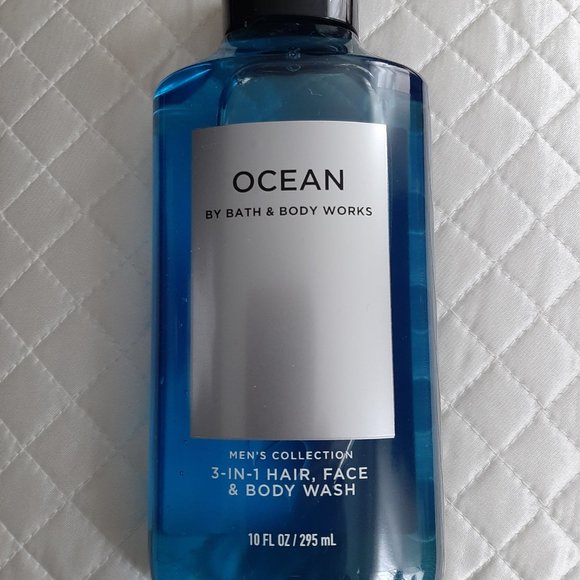 OCEAN
BY BATH & BODY WORKS
MEN'S COLLECTION
3-IN-1 HAIR, FACE
& BODY WASH
10 FL OZ / 295 mL